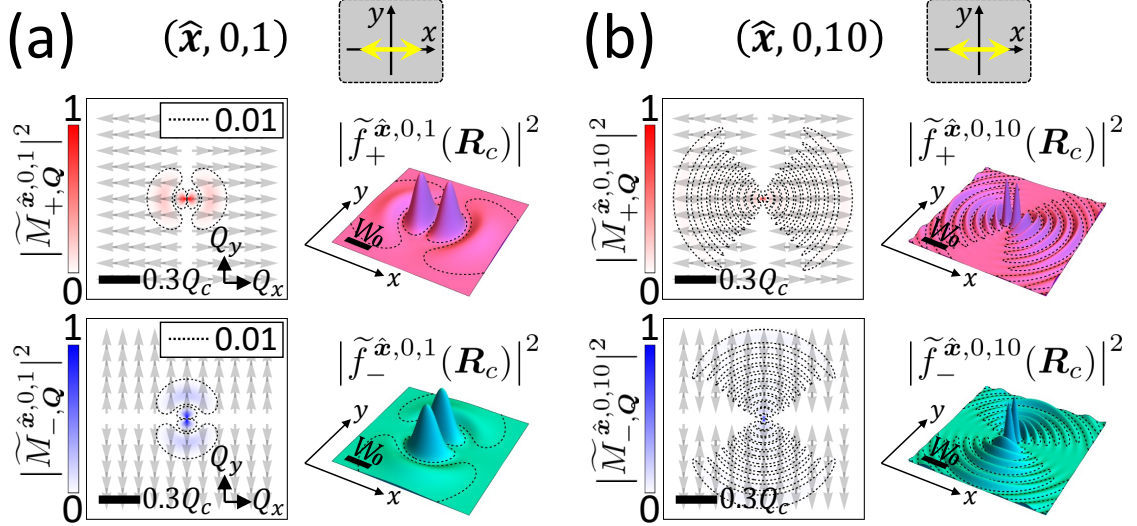 (a) (x̂, 0,1)
y
x
1
0
|M̃^{x̂,0,1}_{+,Q}|^2
0.01
Q_y
Q_x
0.3Q_c
|f̃_+^{x̂,0,1}(R_c)|^2
y
W_0
x
1
0
|M̃^{x̂,0,1}_{-,Q}|^2
0.01
Q_y
Q_x
0.3Q_c
|f̃_-^{x̂,0,1}(R_c)|^2
y
W_0
x
(b) (x̂, 0,10)
y
x
1
0
|M̃^{x̂,0,10}_{+,Q}|^2
0.3Q_c
|f̃_+^{x̂,0,10}(R_c)|^2
y
W_0
x
1
0
|M̃^{x̂,0,10}_{-,Q}|^2
0.3Q_c
|f̃_-^{x̂,0,10}(R_c)|^2
y
W_0
x